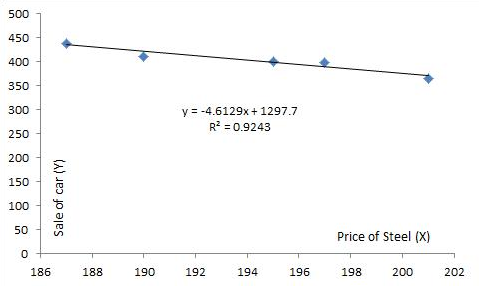 500
450
400
350
300
250
200
150
100
50
0
y = -4.6129x + 1297.7
R² = 0.9243
Sale of car (Y)
Price of Steel (X)
186 188 190 192 194 196 198 200 202